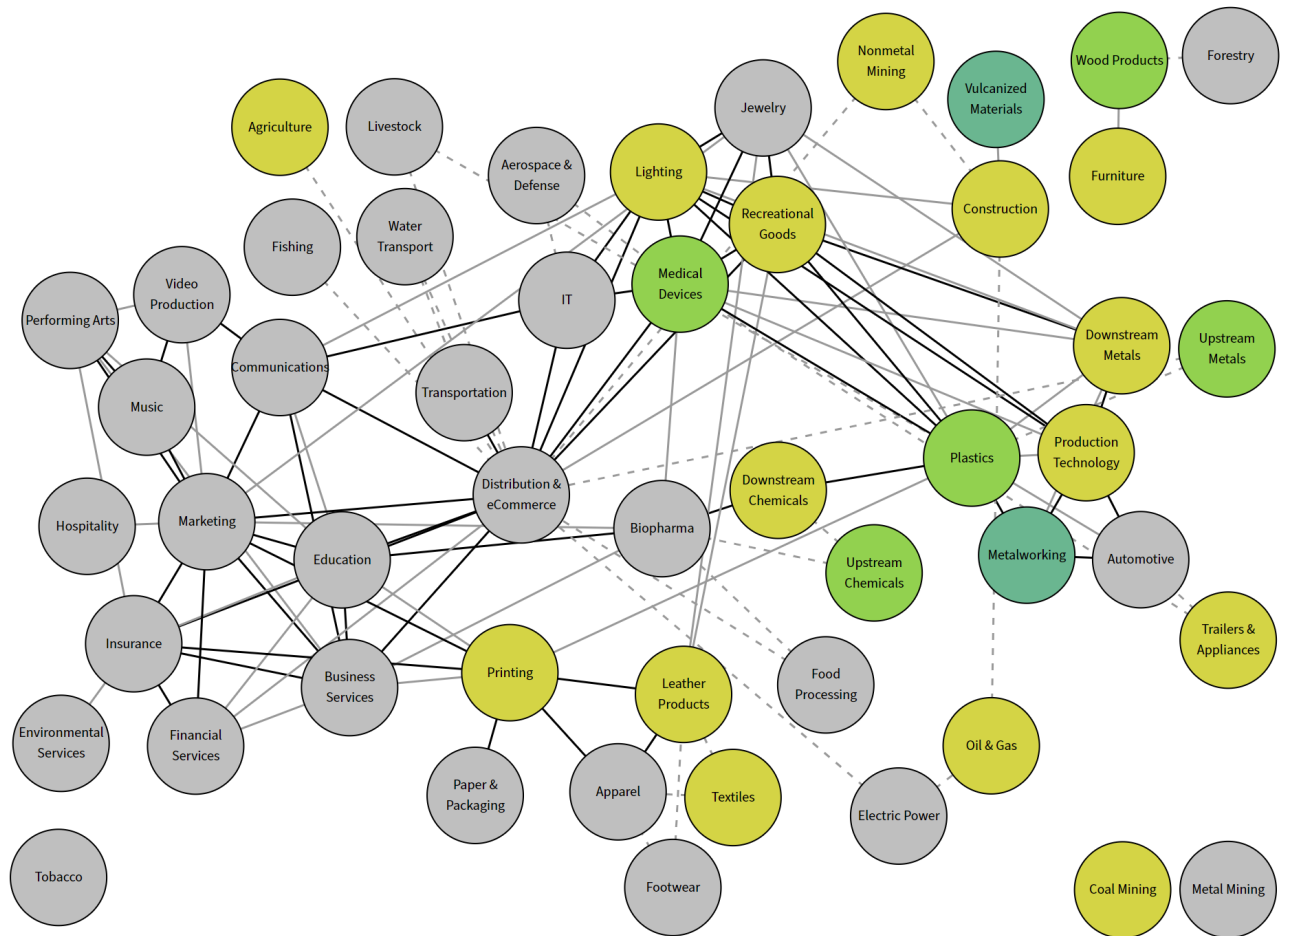 Nonmetal
Mining
Wood Products
Forestry
Vulcanized
Materials
Jewelry
Agriculture
Livestock
Aerospace &
Defense
Lighting
Furniture
Recreational
Goods
Construction
Water
Transport
Fishing
Video
Production
Performing Arts
IT
Medical
Devices
Downstream
Metals
Upstream
Metals
Communications
Transportation
Music
Plastics
Production
Technology
Downstream
Chemicals
Distribution &
eCommerce
Hospitality
Marketing
Biopharma
Education
Metalworking
Automotive
Upstream
Chemicals
Insurance
Trailers &
Appliances
Business
Services
Printing
Leather
Products
Food
Processing
Environmental
Services
Financial
Services
Oil & Gas
Paper &
Packaging
Apparel
Textiles
Electric Power
Tobacco
Footwear
Coal Mining
Metal Mining